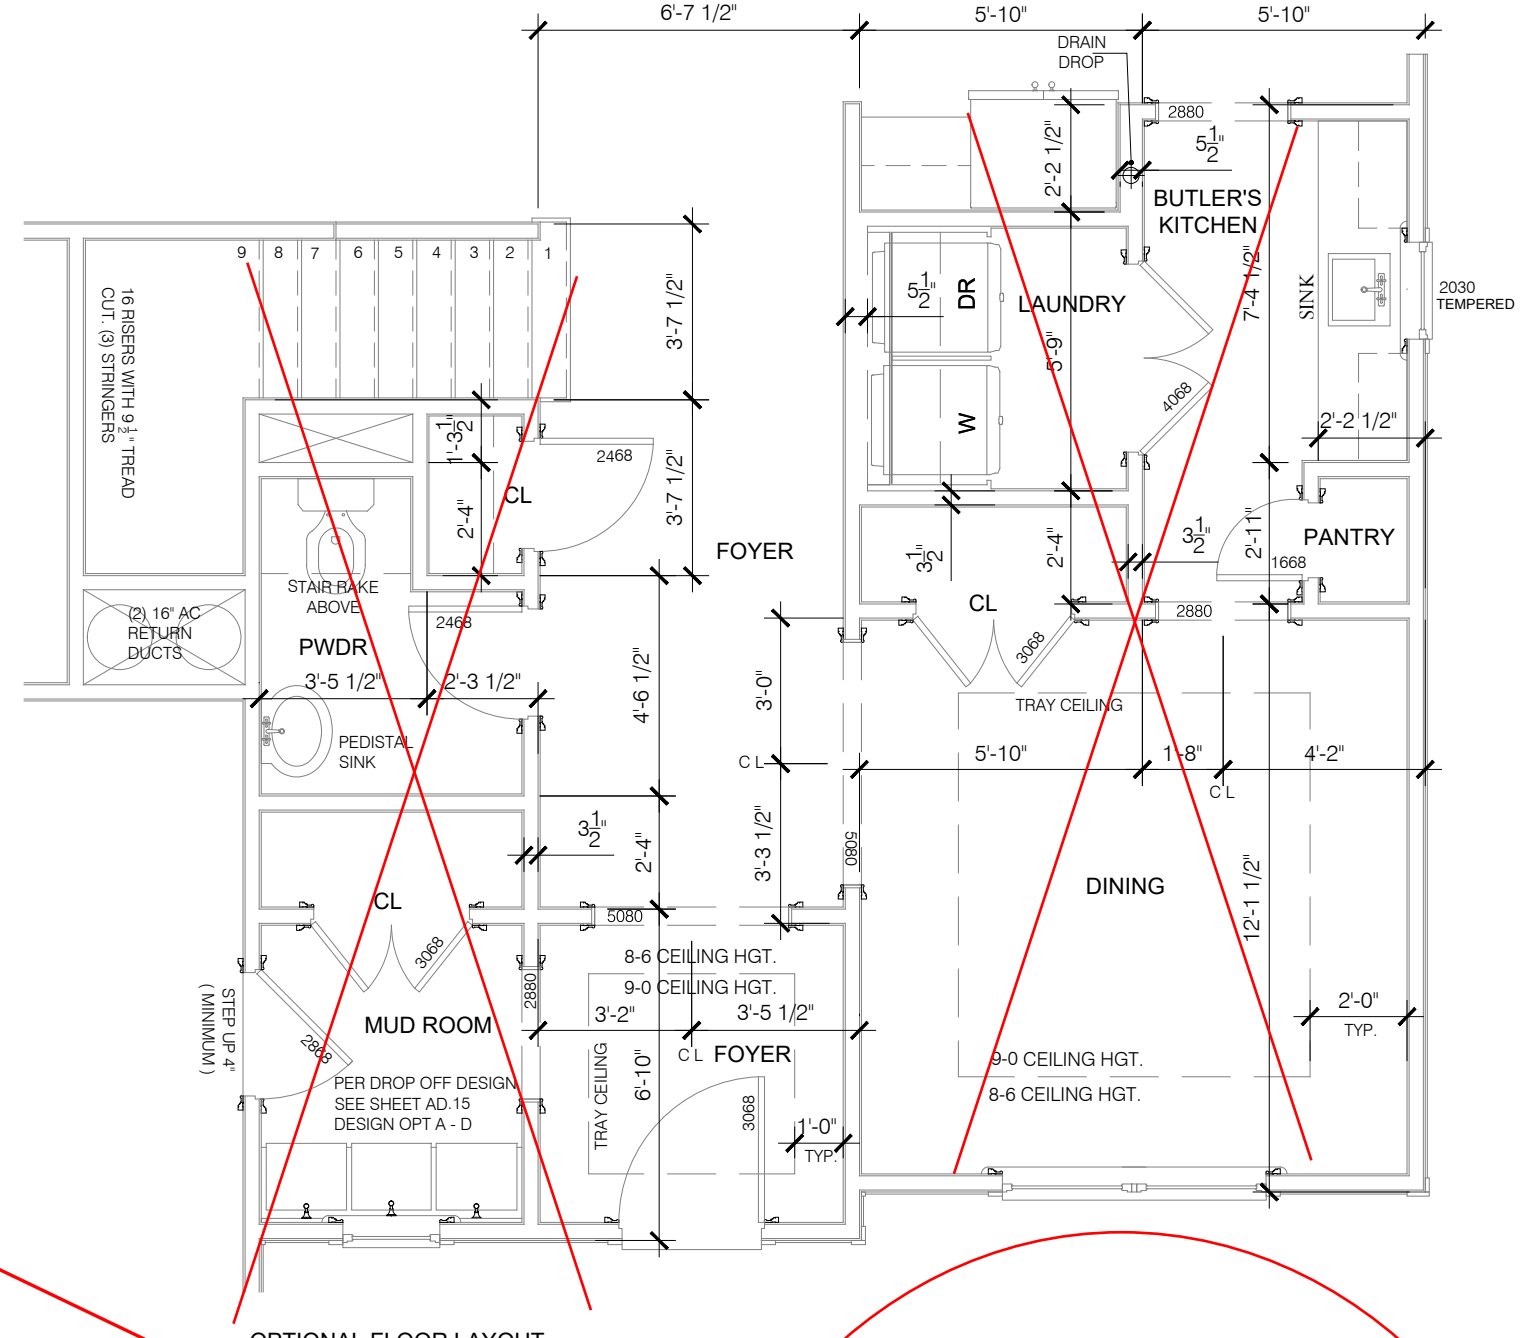 6'-7 1/2"
5'-10"
5'-10"
DRAIN
DROP
2880
5 1/2"
2'-2 1/2"
BUTLER'S
KITCHEN
9
8
7
6
5
4
3
2
1
16 RISERS WITH 9 1/2" TREAD
CUT. (3) STRINGERS
3'-7 1/2"
5 1/2"
DR
LAUNDRY
7'-4 1/2"
SINK
2030
TEMPERED
5'-9"
4068
W
2'-2 1/2"
1'-3 1/2"
2468
CL
2'-4"
3'-7 1/2"
FOYER
3 1/2"
2'-4"
3 1/2"
2'-11"
PANTRY
1668
STAIR RAKE
ABOVE
(2) 16" AC
RETURN
DUCTS
2468
PWDR
CL
2880
3068
3'-5 1/2"
2'-3 1/2"
4'-6 1/2"
3'-0"
TRAY CEILING
PEDISTAL
SINK
C L
5'-10"
1'-8"
4'-2"
C L
3 1/2"
2'-4"
3'-3 1/2"
5080
DINING
12'-1 1/2"
CL
5080
3068
8-6 CEILING HGT.
9-0 CEILING HGT.
2880
STEP UP 4"
( MINIMUM )
MUD ROOM
3'-2"
3'-5 1/2"
C L
FOYER
2'-0"
TYP.
2868
9-0 CEILING HGT.
8-6 CEILING HGT.
PER DROP OFF DESIGN
SEE SHEET AD.15
DESIGN OPT A - D
TRAY CEILING
6'-10"
3068
1'-0"
TYP.
OPTIONAL FLOOR LAYOUT